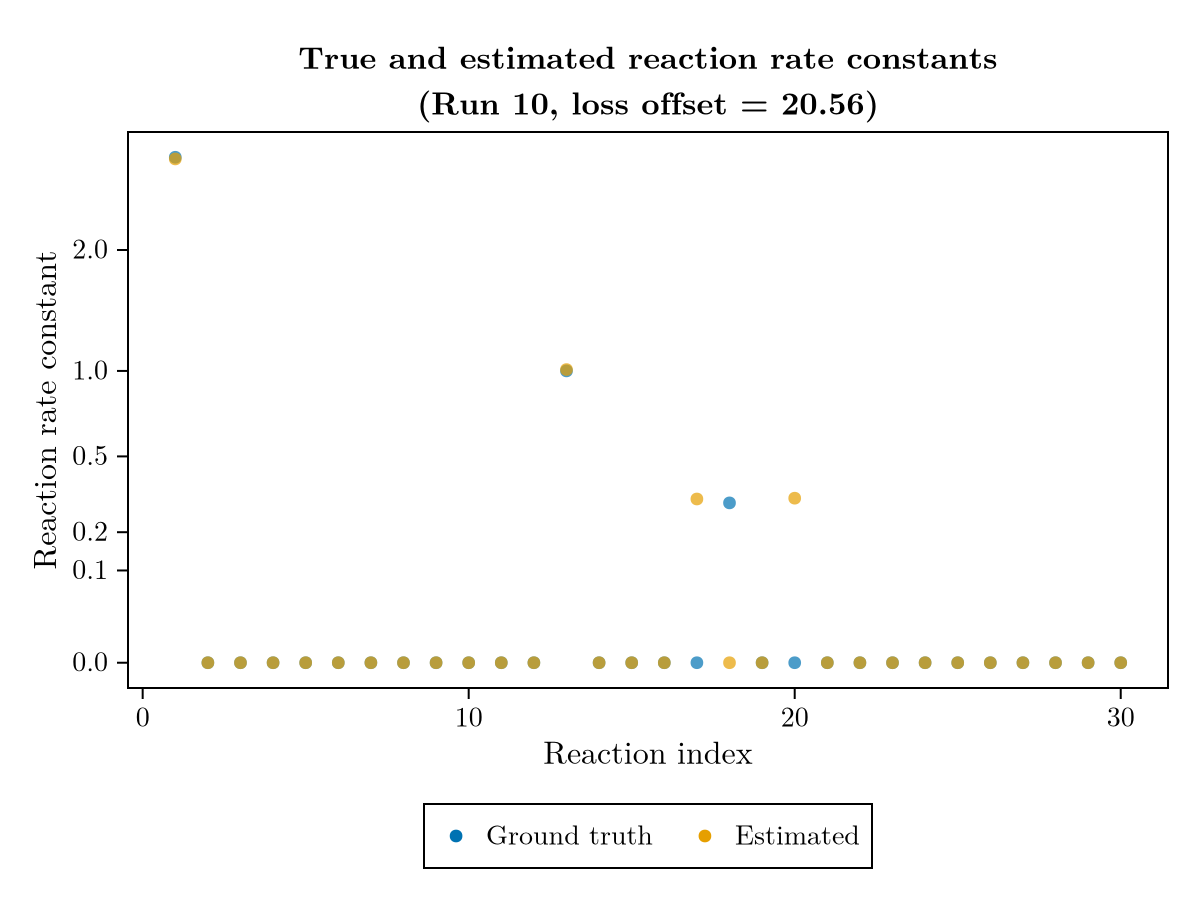 True and estimated reaction rate constants
(Run 10, loss offset = 20.56)
Reaction rate constant
2.0
1.0
0.5
0.2
0.1
0.0
0 10 20 30
Reaction index
Ground truth Estimated